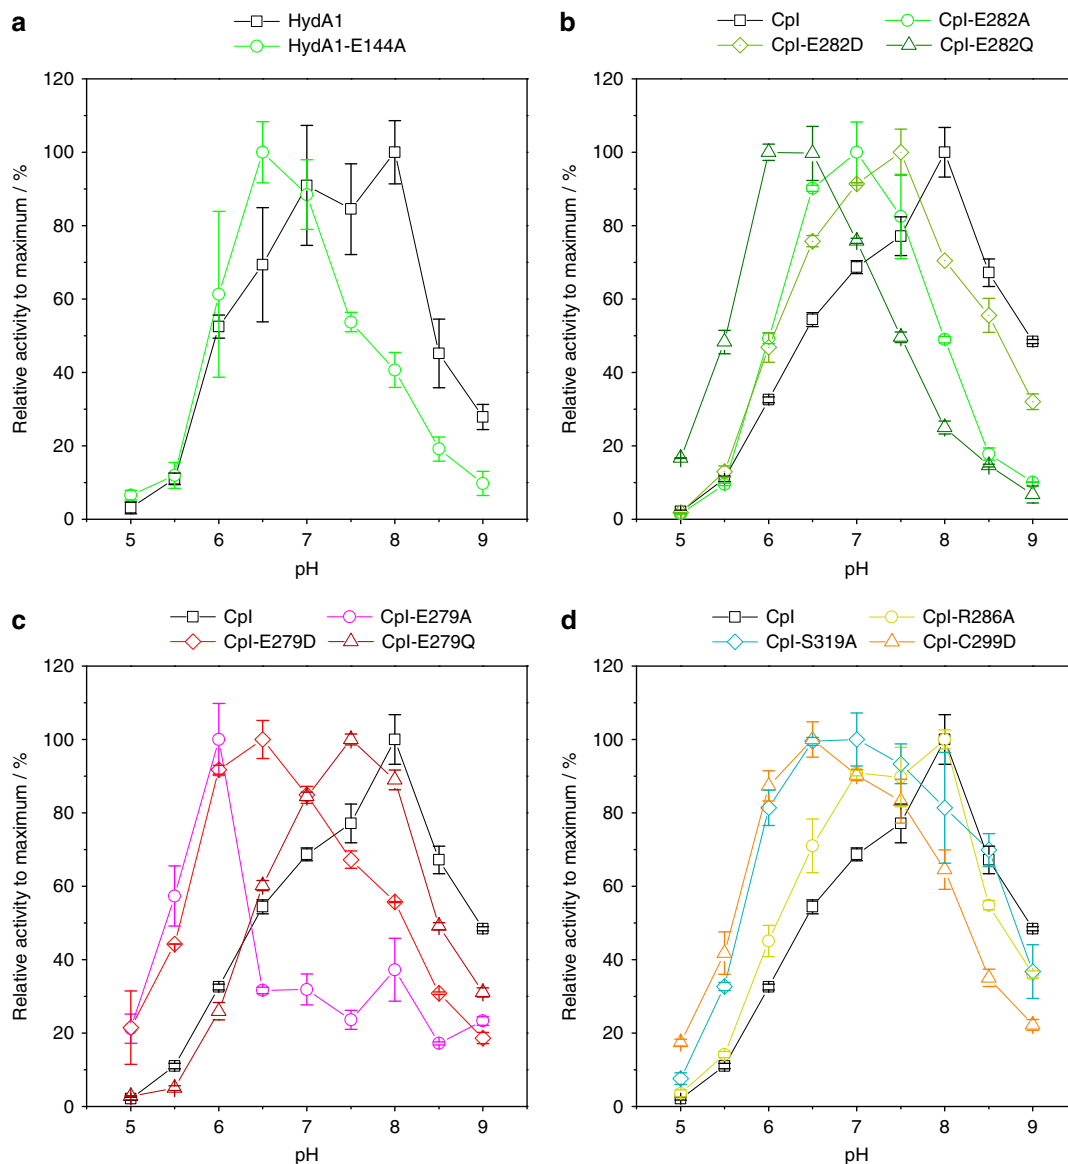 a
HydA1
HydA1-E144A
Relative activity to maximum / %
120
100
80
60
40
20
0
5 6 7 8 9
pH
b
CpI CpI-E282A
CpI-E282D CpI-E282Q
Relative activity to maximum / %
120
100
80
60
40
20
0
5 6 7 8 9
pH
c
CpI CpI-E279A
CpI-E279D CpI-E279Q
Relative activity to maximum / %
120
100
80
60
40
20
0
5 6 7 8 9
pH
d
CpI CpI-R286A
CpI-S319A CpI-C299D
Relative activity to maximum / %
120
100
80
60
40
20
0
5 6 7 8 9
pH